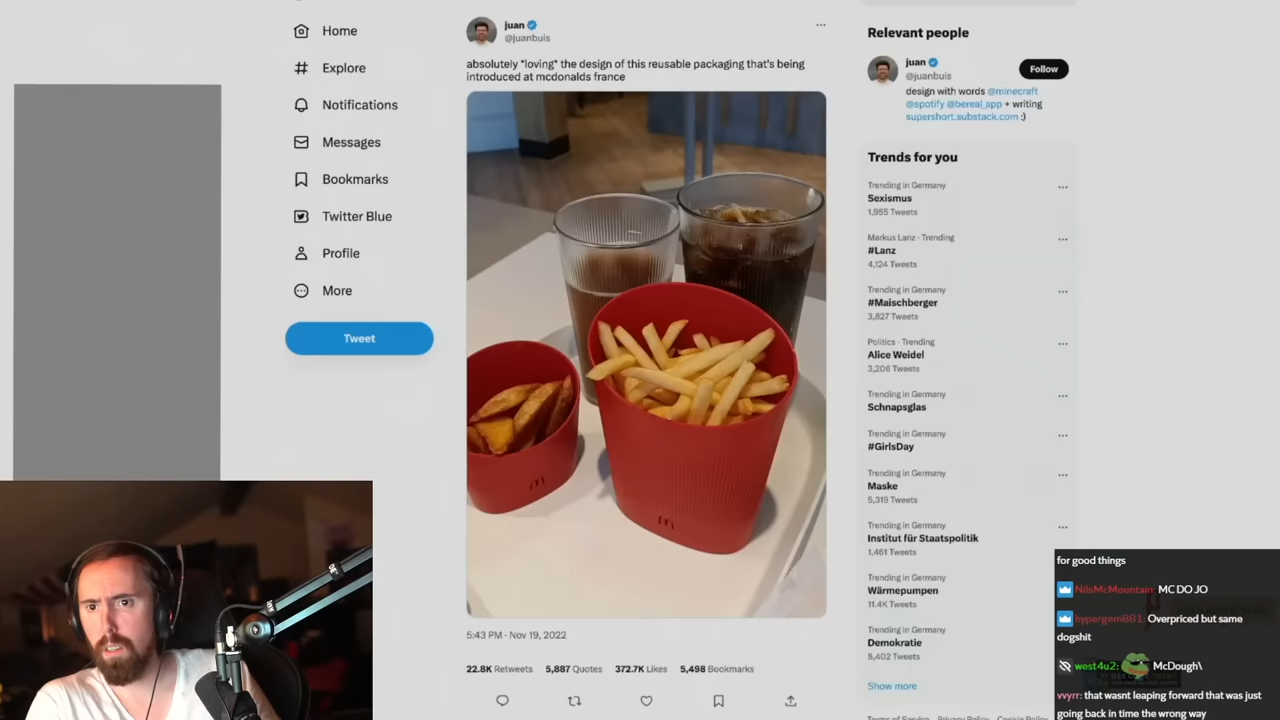 Home
Explore
Notifications
Messages
Bookmarks
Twitter Blue
Profile
More
Tweet
juan
@juanbuis
absolutely *loving* the design of this reusable packaging that's being
introduced at mcdonalds france
5:43 PM · Nov 19, 2022
22.8K Retweets 5,887 Quotes 372.7K Likes 5,498 Bookmarks
Relevant people
juan
@juanbuis
Follow
design with words @minecraft
@spotify @bereal_app + writing
supershort.substack.com :)
Trends for you
Trending in Germany
Sexismus
1,955 Tweets
Markus Lanz · Trending
#Lanz
4,124 Tweets
Trending in Germany
#Maischberger
3,827 Tweets
Politics · Trending
Alice Weidel
3,206 Tweets
Trending in Germany
Schnapsglas
Trending in Germany
#GirlsDay
Trending in Germany
Maske
5,319 Tweets
Trending in Germany
Institut für Staatspolitik
1,461 Tweets
Trending in Germany
Wärmepumpen
11.4K Tweets
Trending in Germany
Demokratie
5,402 Tweets
Show more
Terms of Service Privacy Policy Cookie Policy
for good things
NilsMcMountain: MC DO JO
hypergem881: Overpriced but same
dogshit
west4u2: McDough\
vvyrr: that wasnt leaping forward that was just
going back in time the wrong way